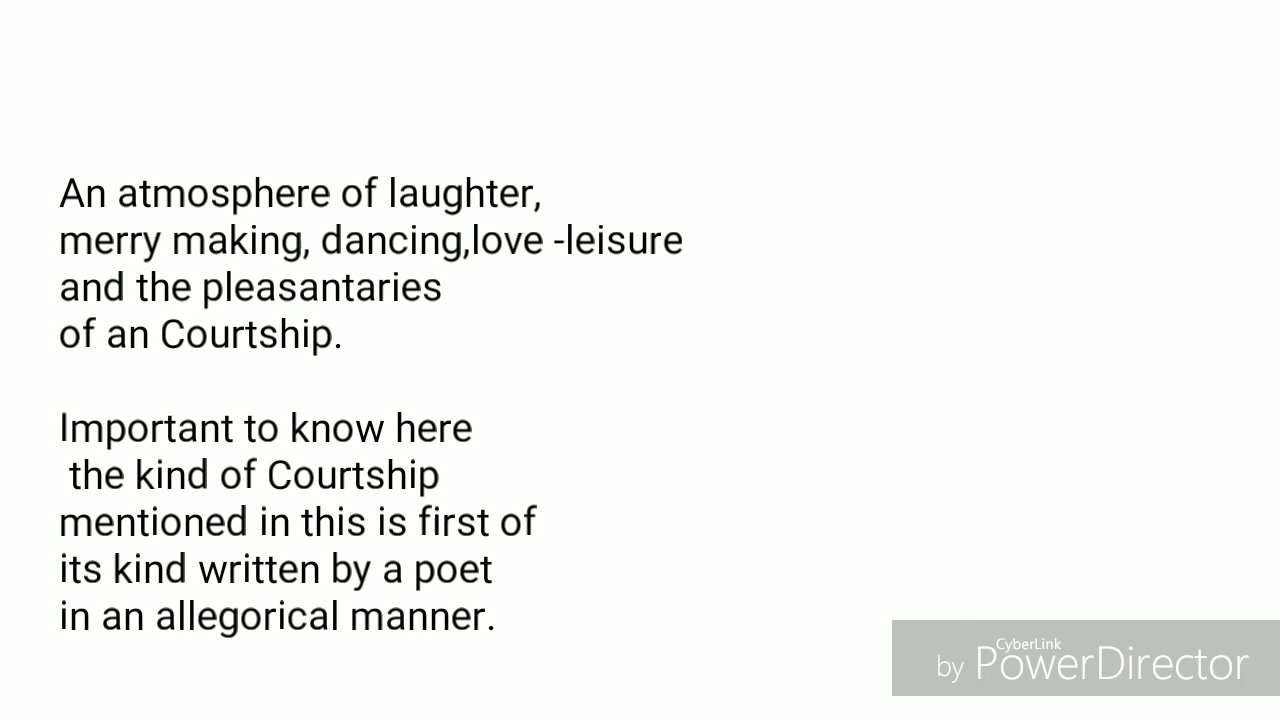 An atmosphere of laughter,
merry making, dancing,love -leisure
and the pleasantaries
of an Courtship.
Important to know here
the kind of Courtship
mentioned in this is first of
its kind written by a poet
in an allegorical manner.
CyberLink
by PowerDirector